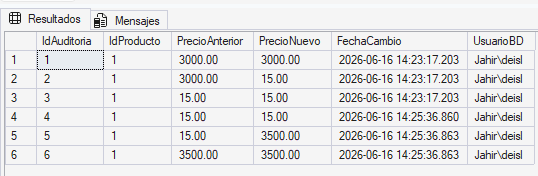 Resultados Mensajes
IdAuditoria IdProducto PrecioAnterior PrecioNuevo FechaCambio UsuarioBD
1 1 1 3000.00 3000.00 2026-06-16 14:23:17.203 Jahir\deisl
2 2 1 3000.00 15.00 2026-06-16 14:23:17.203 Jahir\deisl
3 3 1 15.00 15.00 2026-06-16 14:23:17.203 Jahir\deisl
4 4 1 15.00 15.00 2026-06-16 14:25:36.860 Jahir\deisl
5 5 1 15.00 3500.00 2026-06-16 14:25:36.863 Jahir\deisl
6 6 1 3500.00 3500.00 2026-06-16 14:25:36.863 Jahir\deisl